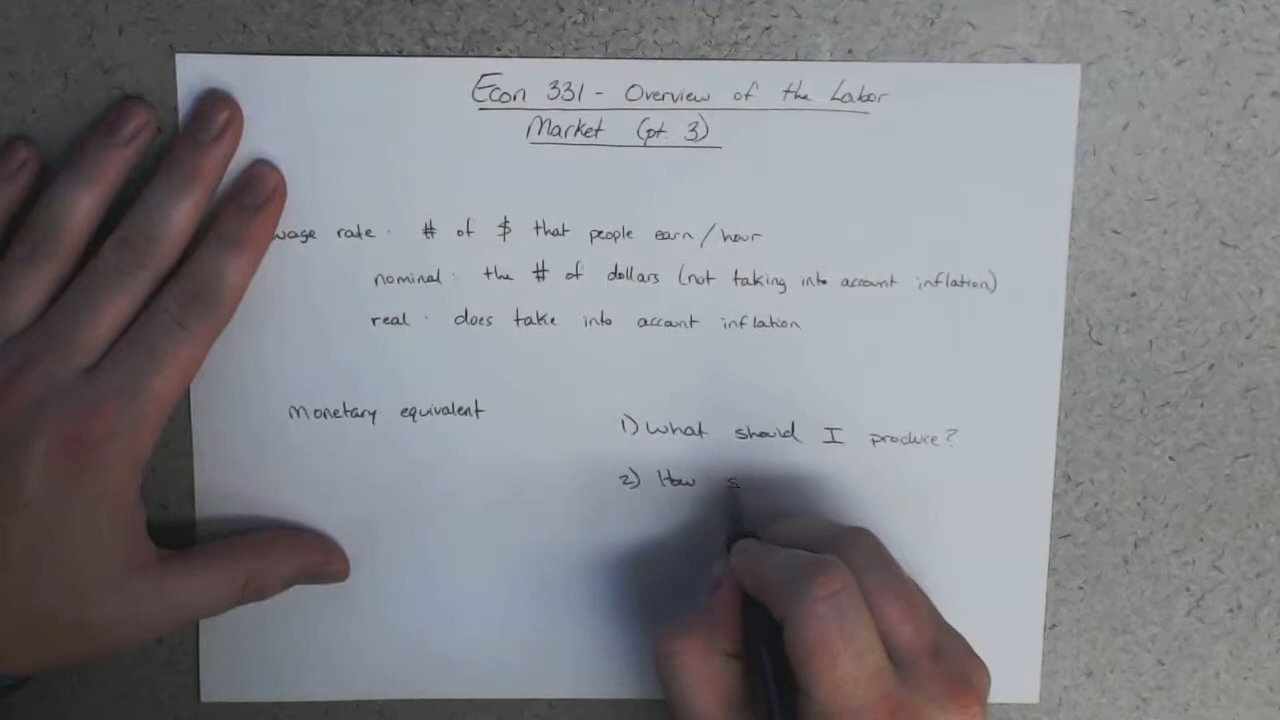 Econ 331 - Overview of the Labor
Market (pt. 3)
wage rate: # of $ that people earn/hour
nominal: the # of dollars (not taking into account inflation)
real: does take into account inflation
Monetary equivalent
1) What should I produce?
2) How s